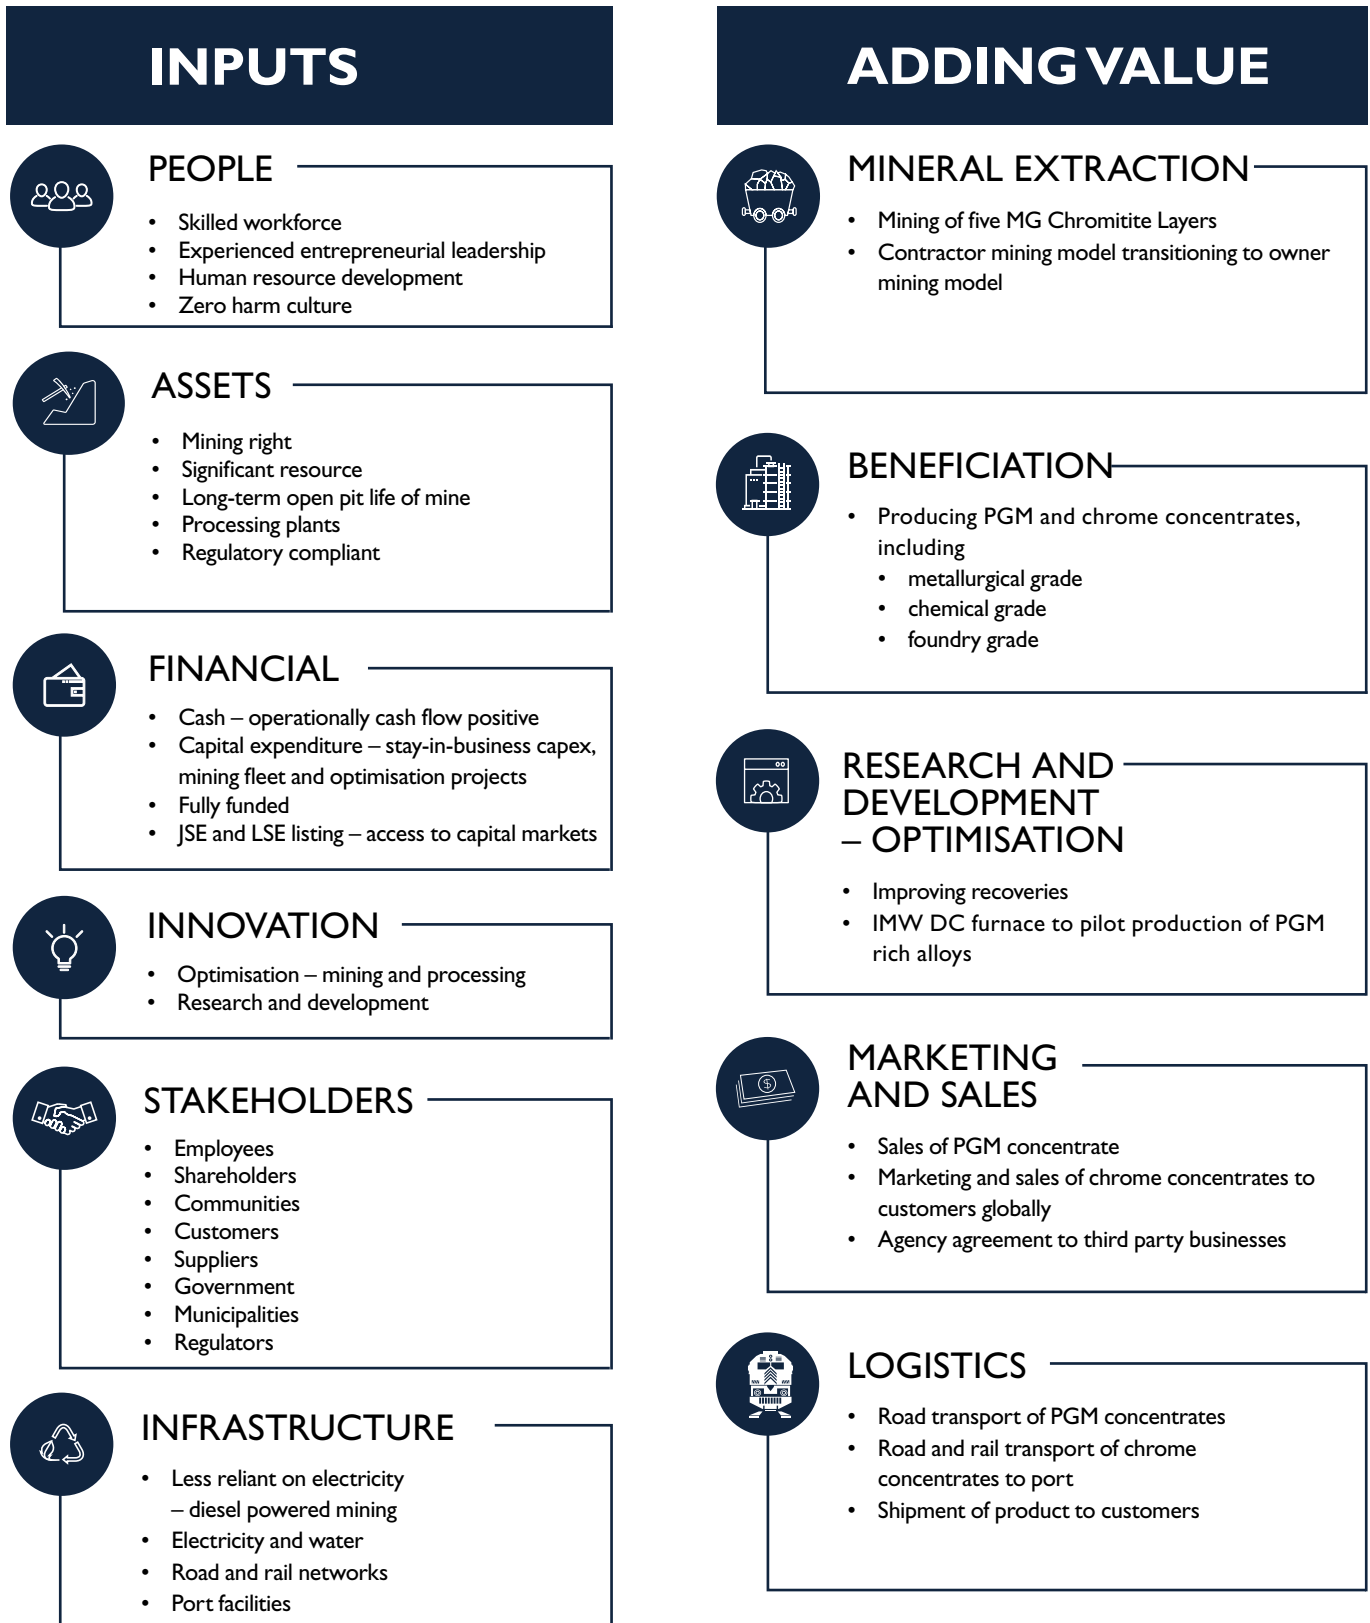 INPUTS
PEOPLE
• Skilled workforce
• Experienced entrepreneurial leadership
• Human resource development
• Zero harm culture
ASSETS
• Mining right
• Significant resource
• Long-term open pit life of mine
• Processing plants
• Regulatory compliant
FINANCIAL
• Cash – operationally cash flow positive
• Capital expenditure – stay-in-business capex,
mining fleet and optimisation projects
• Fully funded
• JSE and LSE listing – access to capital markets
INNOVATION
• Optimisation – mining and processing
• Research and development
STAKEHOLDERS
• Employees
• Shareholders
• Communities
• Customers
• Suppliers
• Government
• Municipalities
• Regulators
INFRASTRUCTURE
• Less reliant on electricity
– diesel powered mining
• Electricity and water
• Road and rail networks
• Port facilities
ADDING VALUE
MINERAL EXTRACTION
• Mining of five MG Chromitite Layers
• Contractor mining model transitioning to owner
mining model
BENEFICIATION
• Producing PGM and chrome concentrates,
including
• metallurgical grade
• chemical grade
• foundry grade
RESEARCH AND
DEVELOPMENT
– OPTIMISATION
• Improving recoveries
• IMW DC furnace to pilot production of PGM
rich alloys
MARKETING
AND SALES
$
• Sales of PGM concentrate
• Marketing and sales of chrome concentrates to
customers globally
• Agency agreement to third party businesses
LOGISTICS
• Road transport of PGM concentrates
• Road and rail transport of chrome
concentrates to port
• Shipment of product to customers